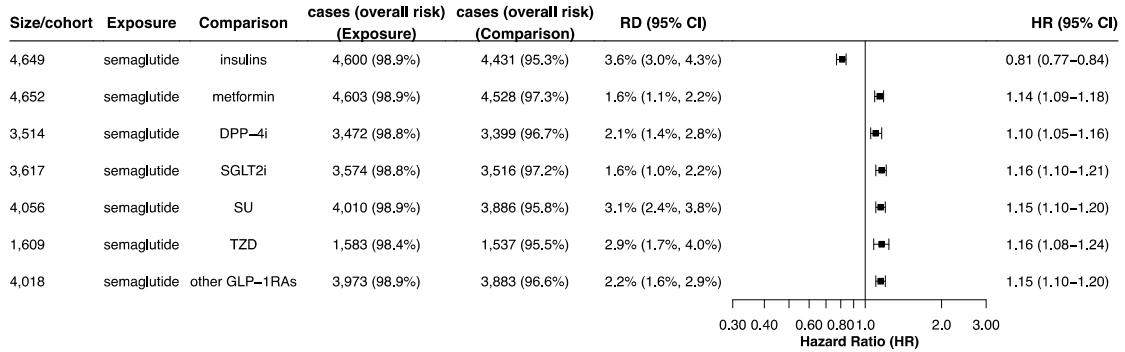 Size/cohort Exposure Comparison cases (overall risk) (Exposure) cases (overall risk) (Comparison) RD (95% CI) HR (95% CI)
4,649 semaglutide insulins 4,600 (98.9%) 4,431 (95.3%) 3.6% (3.0%, 4.3%) 0.81 (0.77−0.84)
4,652 semaglutide metformin 4,603 (98.9%) 4,528 (97.3%) 1.6% (1.1%, 2.2%) 1.14 (1.09−1.18)
3,514 semaglutide DPP−4i 3,472 (98.8%) 3,399 (96.7%) 2.1% (1.4%, 2.8%) 1.10 (1.05−1.16)
3,617 semaglutide SGLT2i 3,574 (98.8%) 3,516 (97.2%) 1.6% (1.0%, 2.2%) 1.16 (1.10−1.21)
4,056 semaglutide SU 4,010 (98.9%) 3,886 (95.8%) 3.1% (2.4%, 3.8%) 1.15 (1.10−1.20)
1,609 semaglutide TZD 1,583 (98.4%) 1,537 (95.5%) 2.9% (1.7%, 4.0%) 1.16 (1.08−1.24)
4,018 semaglutide other GLP−1RAs 3,973 (98.9%) 3,883 (96.6%) 2.2% (1.6%, 2.9%) 1.15 (1.10−1.20)
0.30 0.40 0.60 0.80 1.0 2.0 3.00
Hazard Ratio (HR)